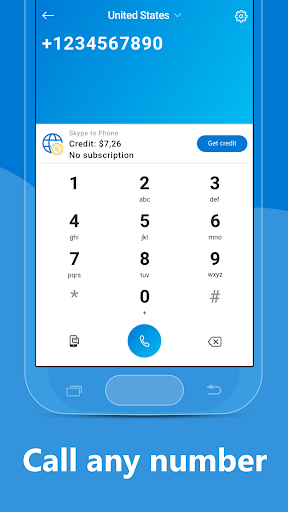 United States
+1234567890
Skype to Phone
Credit: $7,26
No subscription
Get credit
1 2 3
abc def
4 5 6
ghi jkl mno
7 8 9
pqrs tuv wxyz
* 0 #
+
Call any number